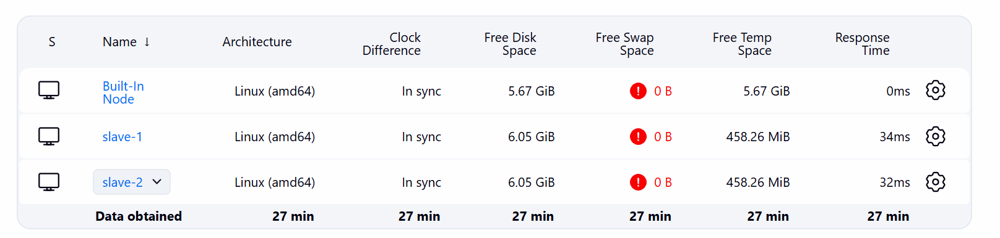 S Name ↓ Architecture Clock Difference Free Disk Space Free Swap Space Free Temp Space Response Time
Built-In Node Linux (amd64) In sync 5.67 GiB ! 0 B 5.67 GiB 0ms
slave-1 Linux (amd64) In sync 6.05 GiB ! 0 B 458.26 MiB 34ms
slave-2 Linux (amd64) In sync 6.05 GiB ! 0 B 458.26 MiB 32ms
Data obtained 27 min 27 min 27 min 27 min 27 min 27 min